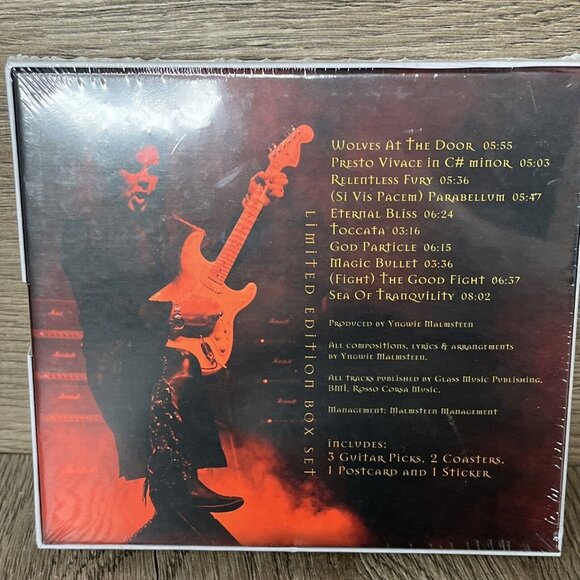 Wolves At The Door 05:55
Presto Vivace in C# minor 05:03
Relentless Fury 05:36
(Si Vis Pacem) Parabellum 05:47
Eternal Bliss 06:24
Toccata 03:16
God Particle 06:15
Magic Bullet 03:36
(Fight) The Good Fight 06:37
Sea Of Tranquility 08:02
Produced by Yngwie Malmsteen
All compositions, lyrics & arrangements
by Yngwie Malmsteen.
All tracks published by Glass Music Publishing,
BMI, Rosso Corsa Music.
Management: Malmsteen Management
includes:
3 Guitar Picks, 2 Coasters,
1 Postcard and 1 Sticker
Limited Edition Box Set
Marshall
Marshall